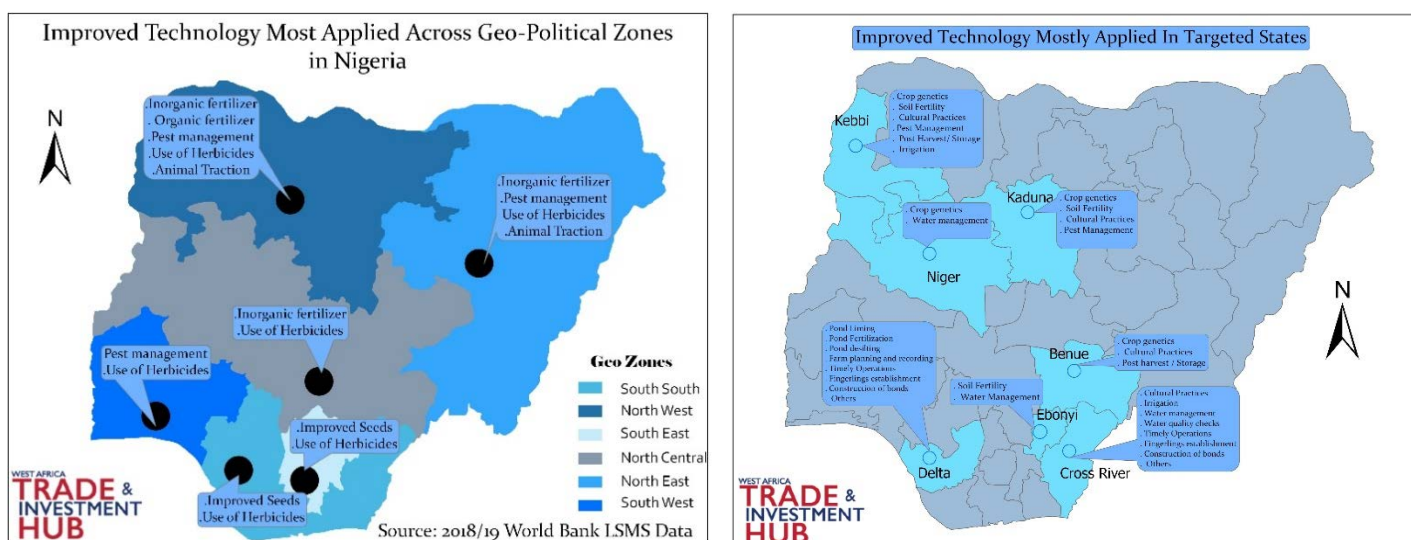 Improved Technology Most Applied Across Geo-Political Zones
in Nigeria
N
.Inorganic fertilizer
. Organic fertilizer
.Pest management
.Use of Herbicides
.Animal Traction
.Inorganic fertilizer
.Pest management
Use of Herbicides
.Animal Traction
.Inorganic fertilizer
.Use of Herbicides
Pest management
.Use of Herbicides
.Improved Seeds
.Use of Herbicides
.Improved Seeds
.Use of Herbicides
Geo Zones
South South
North West
South East
North Central
North East
South West
WEST AFRICA
TRADE &
INVESTMENT
HUB
Source: 2018/19 World Bank LSMS Data
Improved Technology Mostly Applied In Targeted States
Kebbi
. Crop genetics
. Soil Fertility
. Cultural Practices
. Pest Management
. Post Harvest/ Storage
. Irrigation
Kaduna
. Crop genetics
. Soil Fertility
. Cultural Practices
. Pest Management
. Crop genetics
. Water management
Niger
N
. Pond Liming
Pond Fertilization
. Pond desilting
. Farm planning and recording
. Timely Operations
Fingerlings establishment
. Construction of bonds
Others
Benue
. Crop genetics
. Cultural Practices
. Post harvest / Storage
. Soil Fertility
. Water Management
Ebonyi
. Cultural Practices
. Irrigation
. Water management
. Water quality checks
. Timely Operations
. Fingerlings establishment
. Construction of bonds
Others
Delta
Cross River
WEST AFRICA
TRADE &
INVESTMENT
HUB